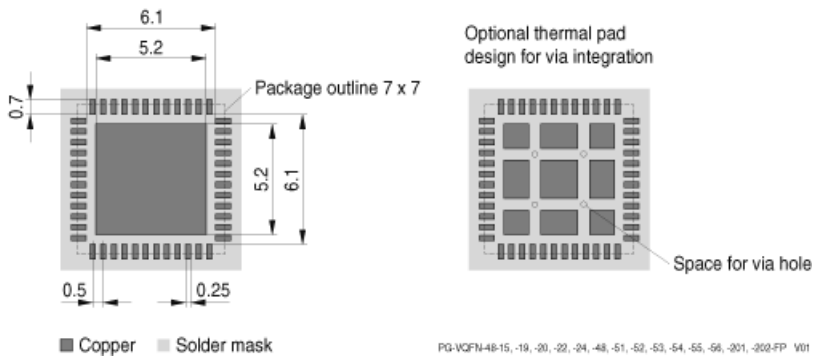 6.1
5.2
Package outline 7 x 7
0.7
5.2
6.1
0.5
0.25
Copper
Solder mask
Optional thermal pad
design for via integration
Space for via hole
PG-VQFN-48-15, -19, -20, -22, -24, -48, -51, -52, -53, -54, -55, -56, -201, -202-FP V01